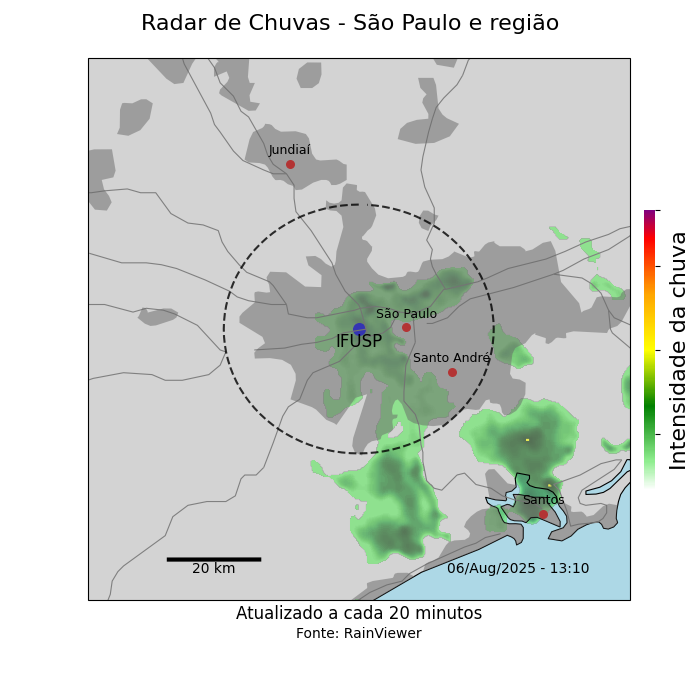 Radar de Chuvas - São Paulo e região
Jundiaí
São Paulo
IFUSP
Santo André
Santos
20 km
06/Aug/2025 - 13:10
Intensidade da chuva
Atualizado a cada 20 minutos
Fonte: RainViewer